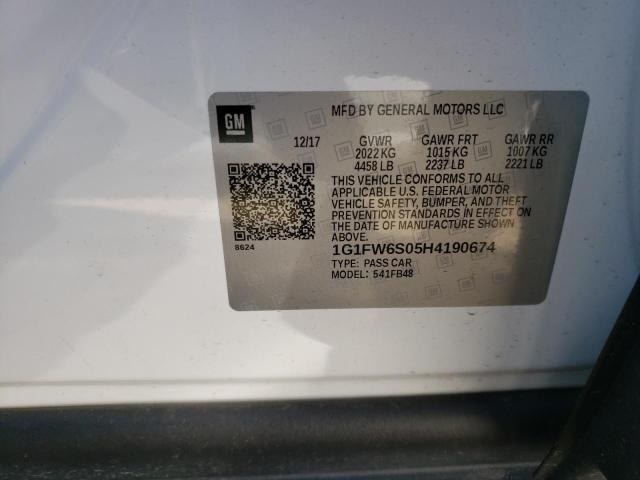 GM
MFD BY GENERAL MOTORS LLC
12/17 GVWR GAWR FRT GAWR RR
2022 KG 1015 KG 1007 KG
4458 LB 2237 LB 2221 LB
THIS VEHICLE CONFORMS TO ALL
APPLICABLE U.S. FEDERAL MOTOR
VEHICLE SAFETY, BUMPER, AND THEFT
PREVENTION STANDARDS IN EFFECT ON
THE DATE OF MANUFACTURE SHOWN
ABOVE.
8624
1G1FW6S05H4190674
TYPE: PASS CAR
MODEL: 541FB48